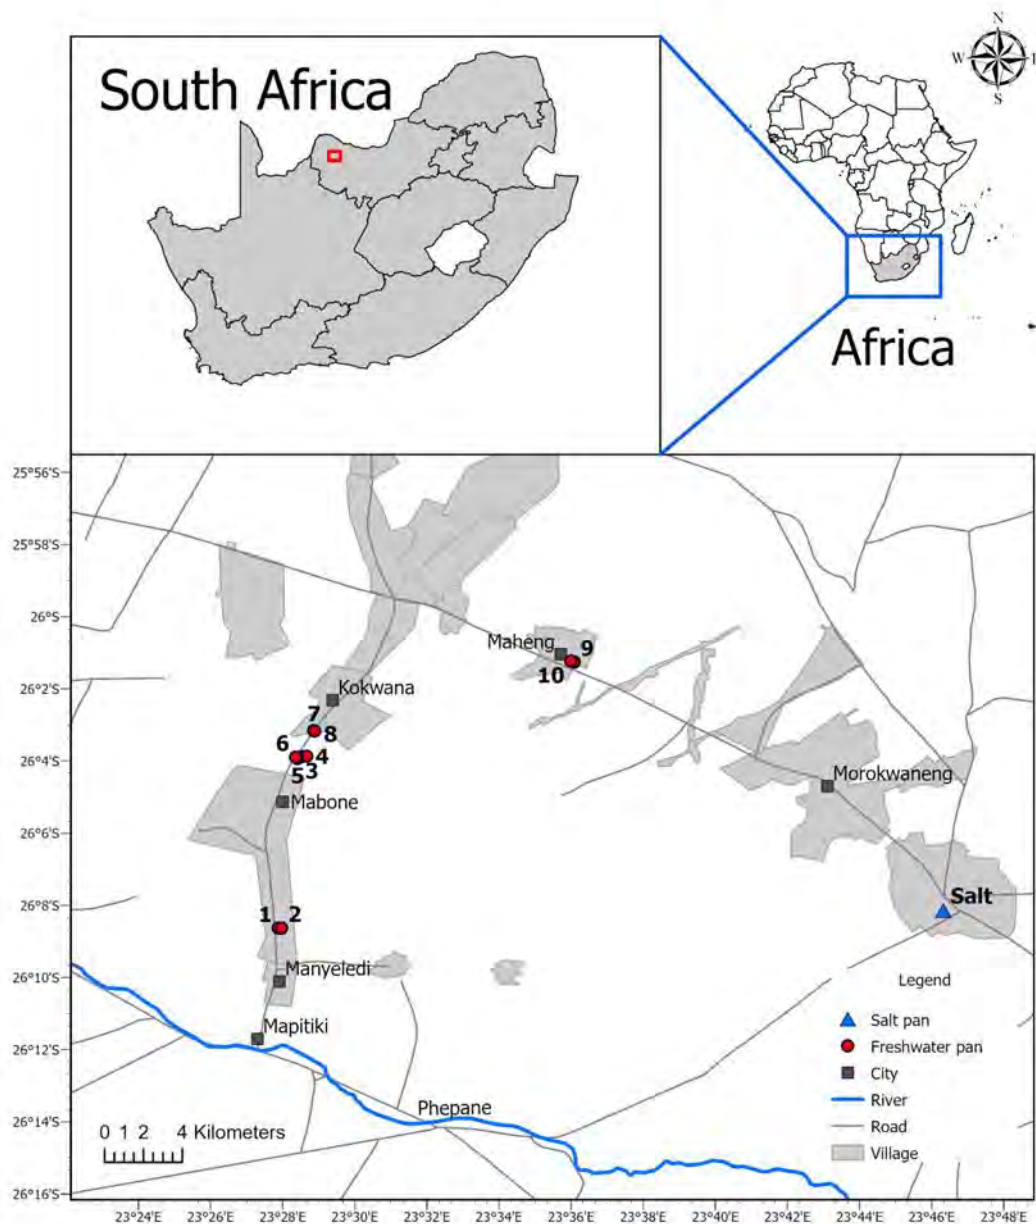 N
W
E
S
South Africa
Africa
25°56'S
25°58'S
26°S
26°2'S
26°4'S
26°6'S
26°8'S
26°10'S
26°12'S
26°14'S
26°16'S
Maheng
9
10
Kokwana
7
8
6
4
5
3
Mabone
Morokwaneng
Salt
1
2
Manyeledi
Mapitiki
Phepane
Legend
Salt pan
Freshwater pan
City
River
Road
Village
0 1 2 4 Kilometers
23°24'E
23°26'E
23°28'E
23°30'E
23°32'E
23°34'E
23°36'E
23°38'E
23°40'E
23°42'E
23°44'E
23°46'E
23°48'E